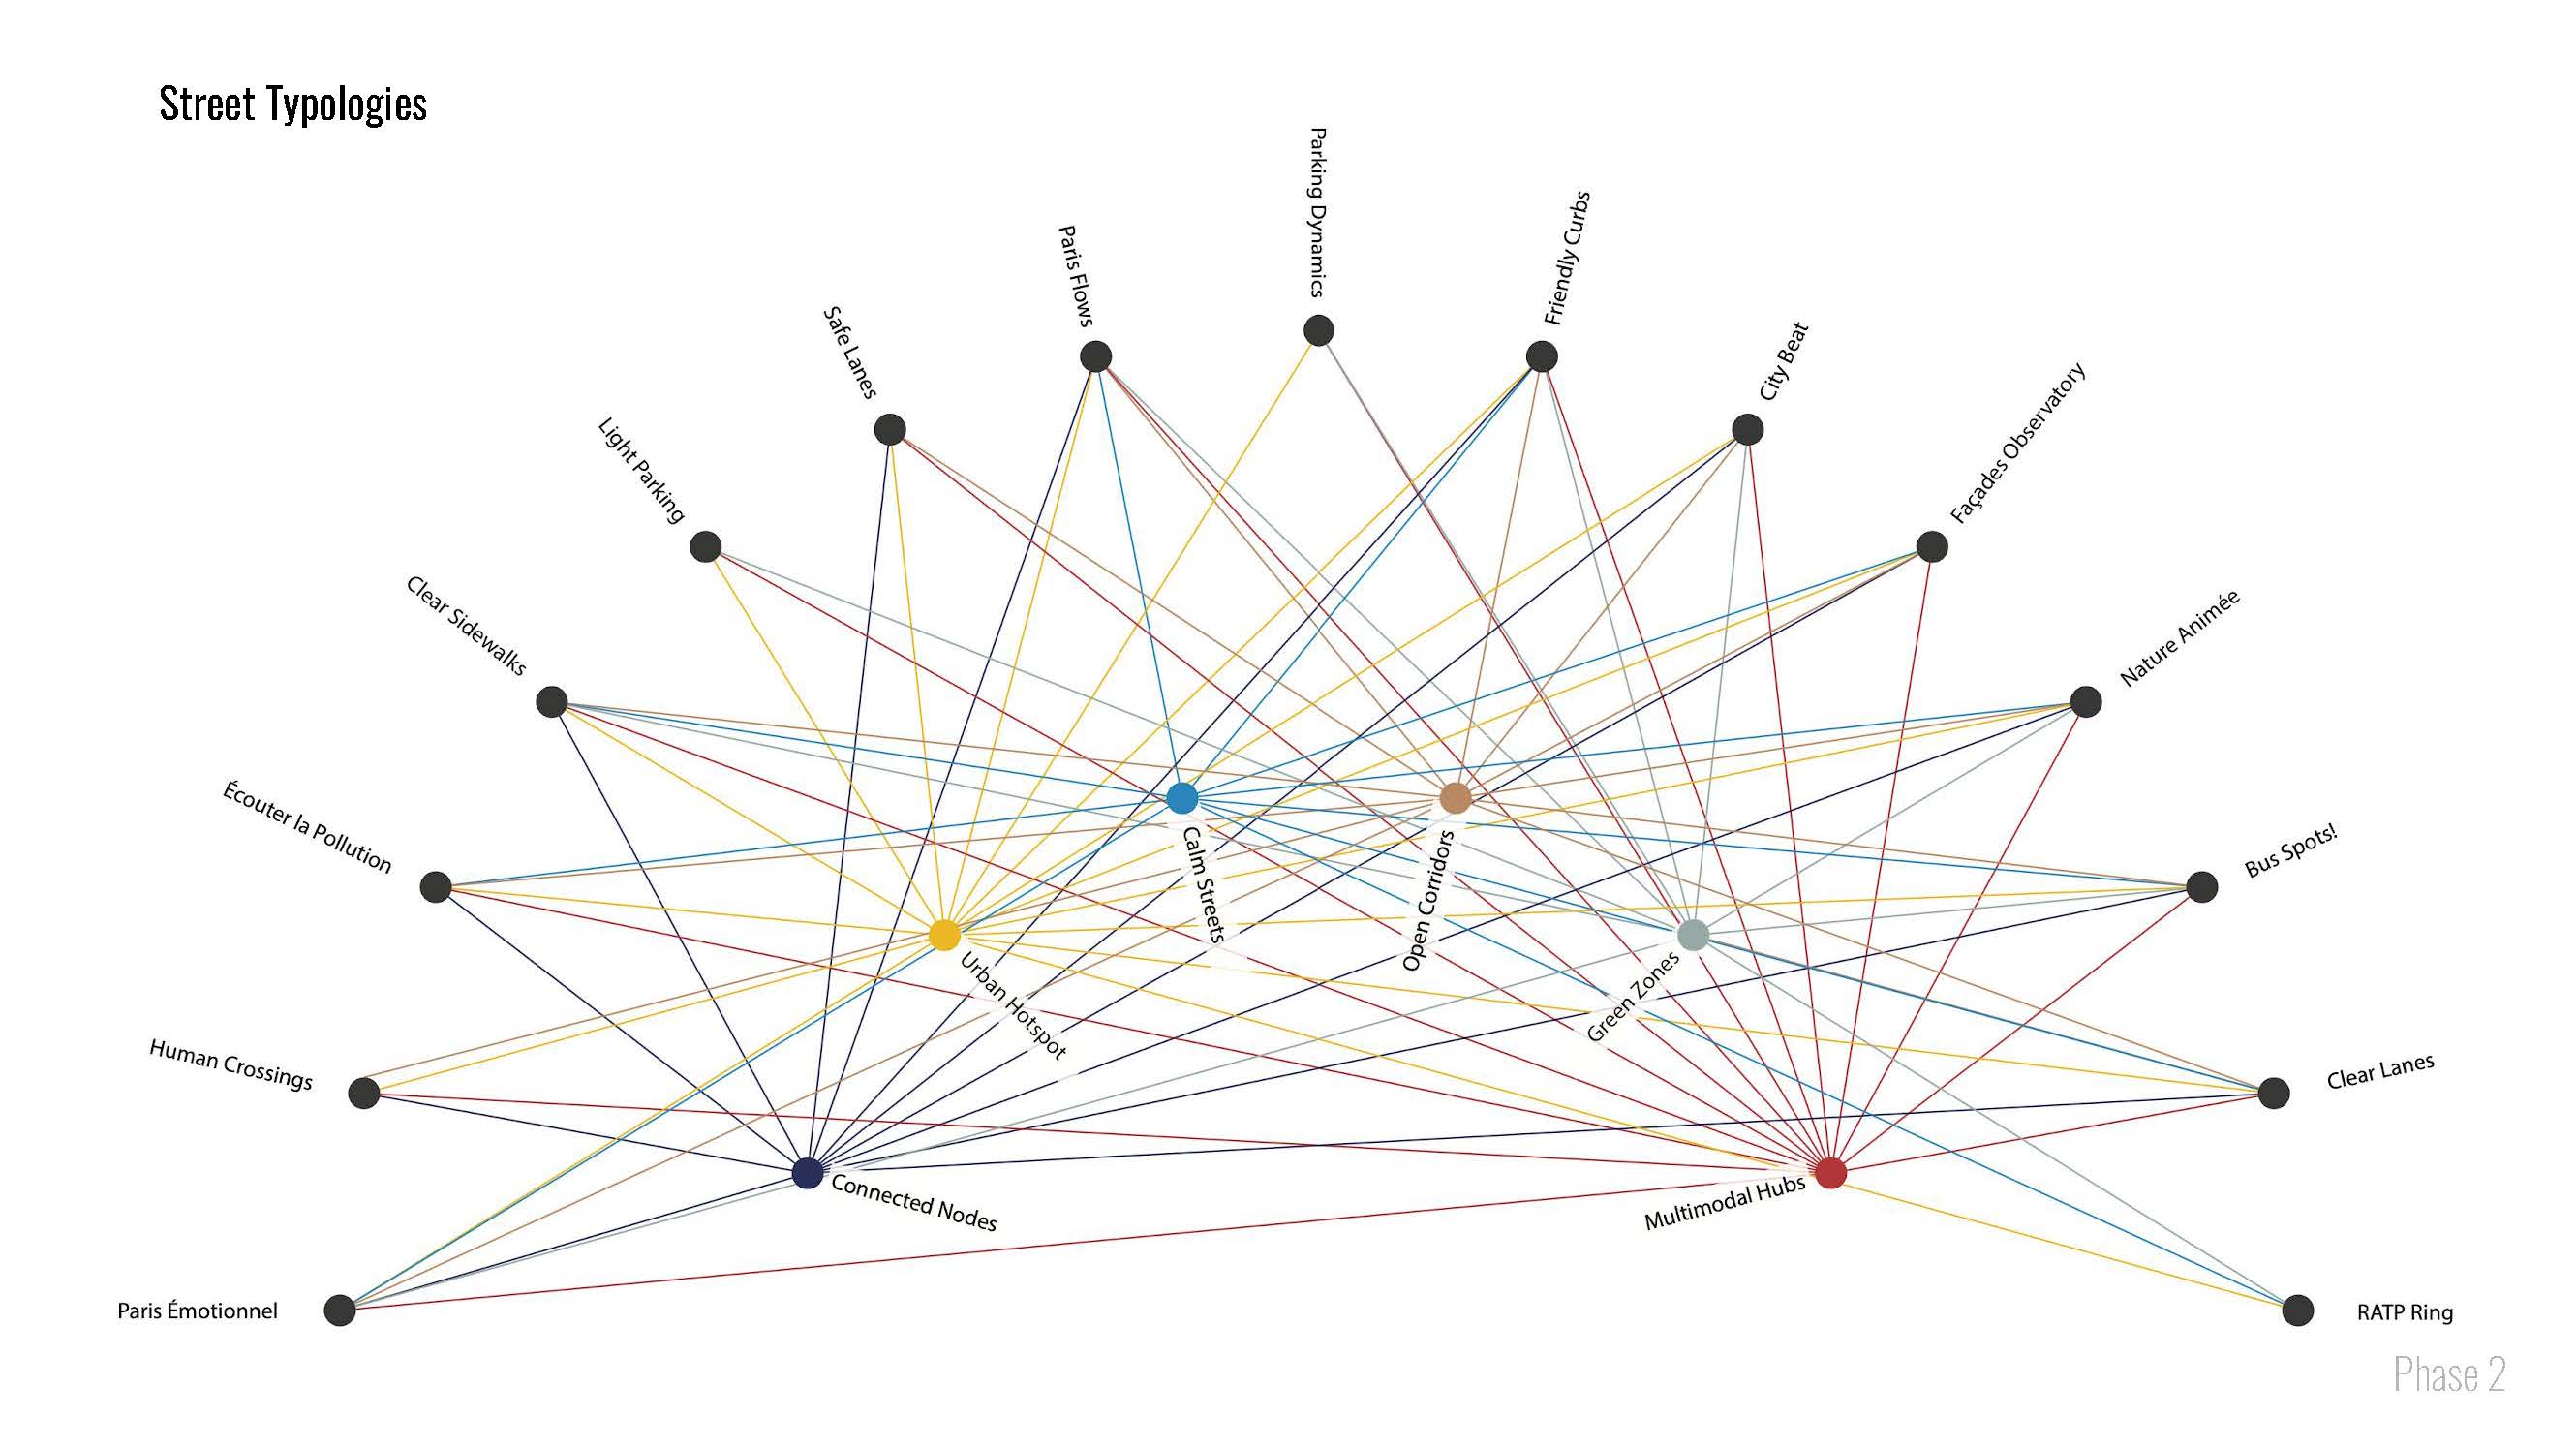 Street Typologies
Parking Dynamics
Paris Flows
Friendly Curbs
Safe Lanes
City Beat
Light Parking
Façades Observatory
Clear Sidewalks
Nature Animée
Écouter la Pollution
Bus Spots!
Calm Streets
Open Corridors
Urban Hotspot
Green Zones
Human Crossings
Clear Lanes
Connected Nodes
Multimodal Hubs
Paris Émotionnel
RATP Ring
Phase 2